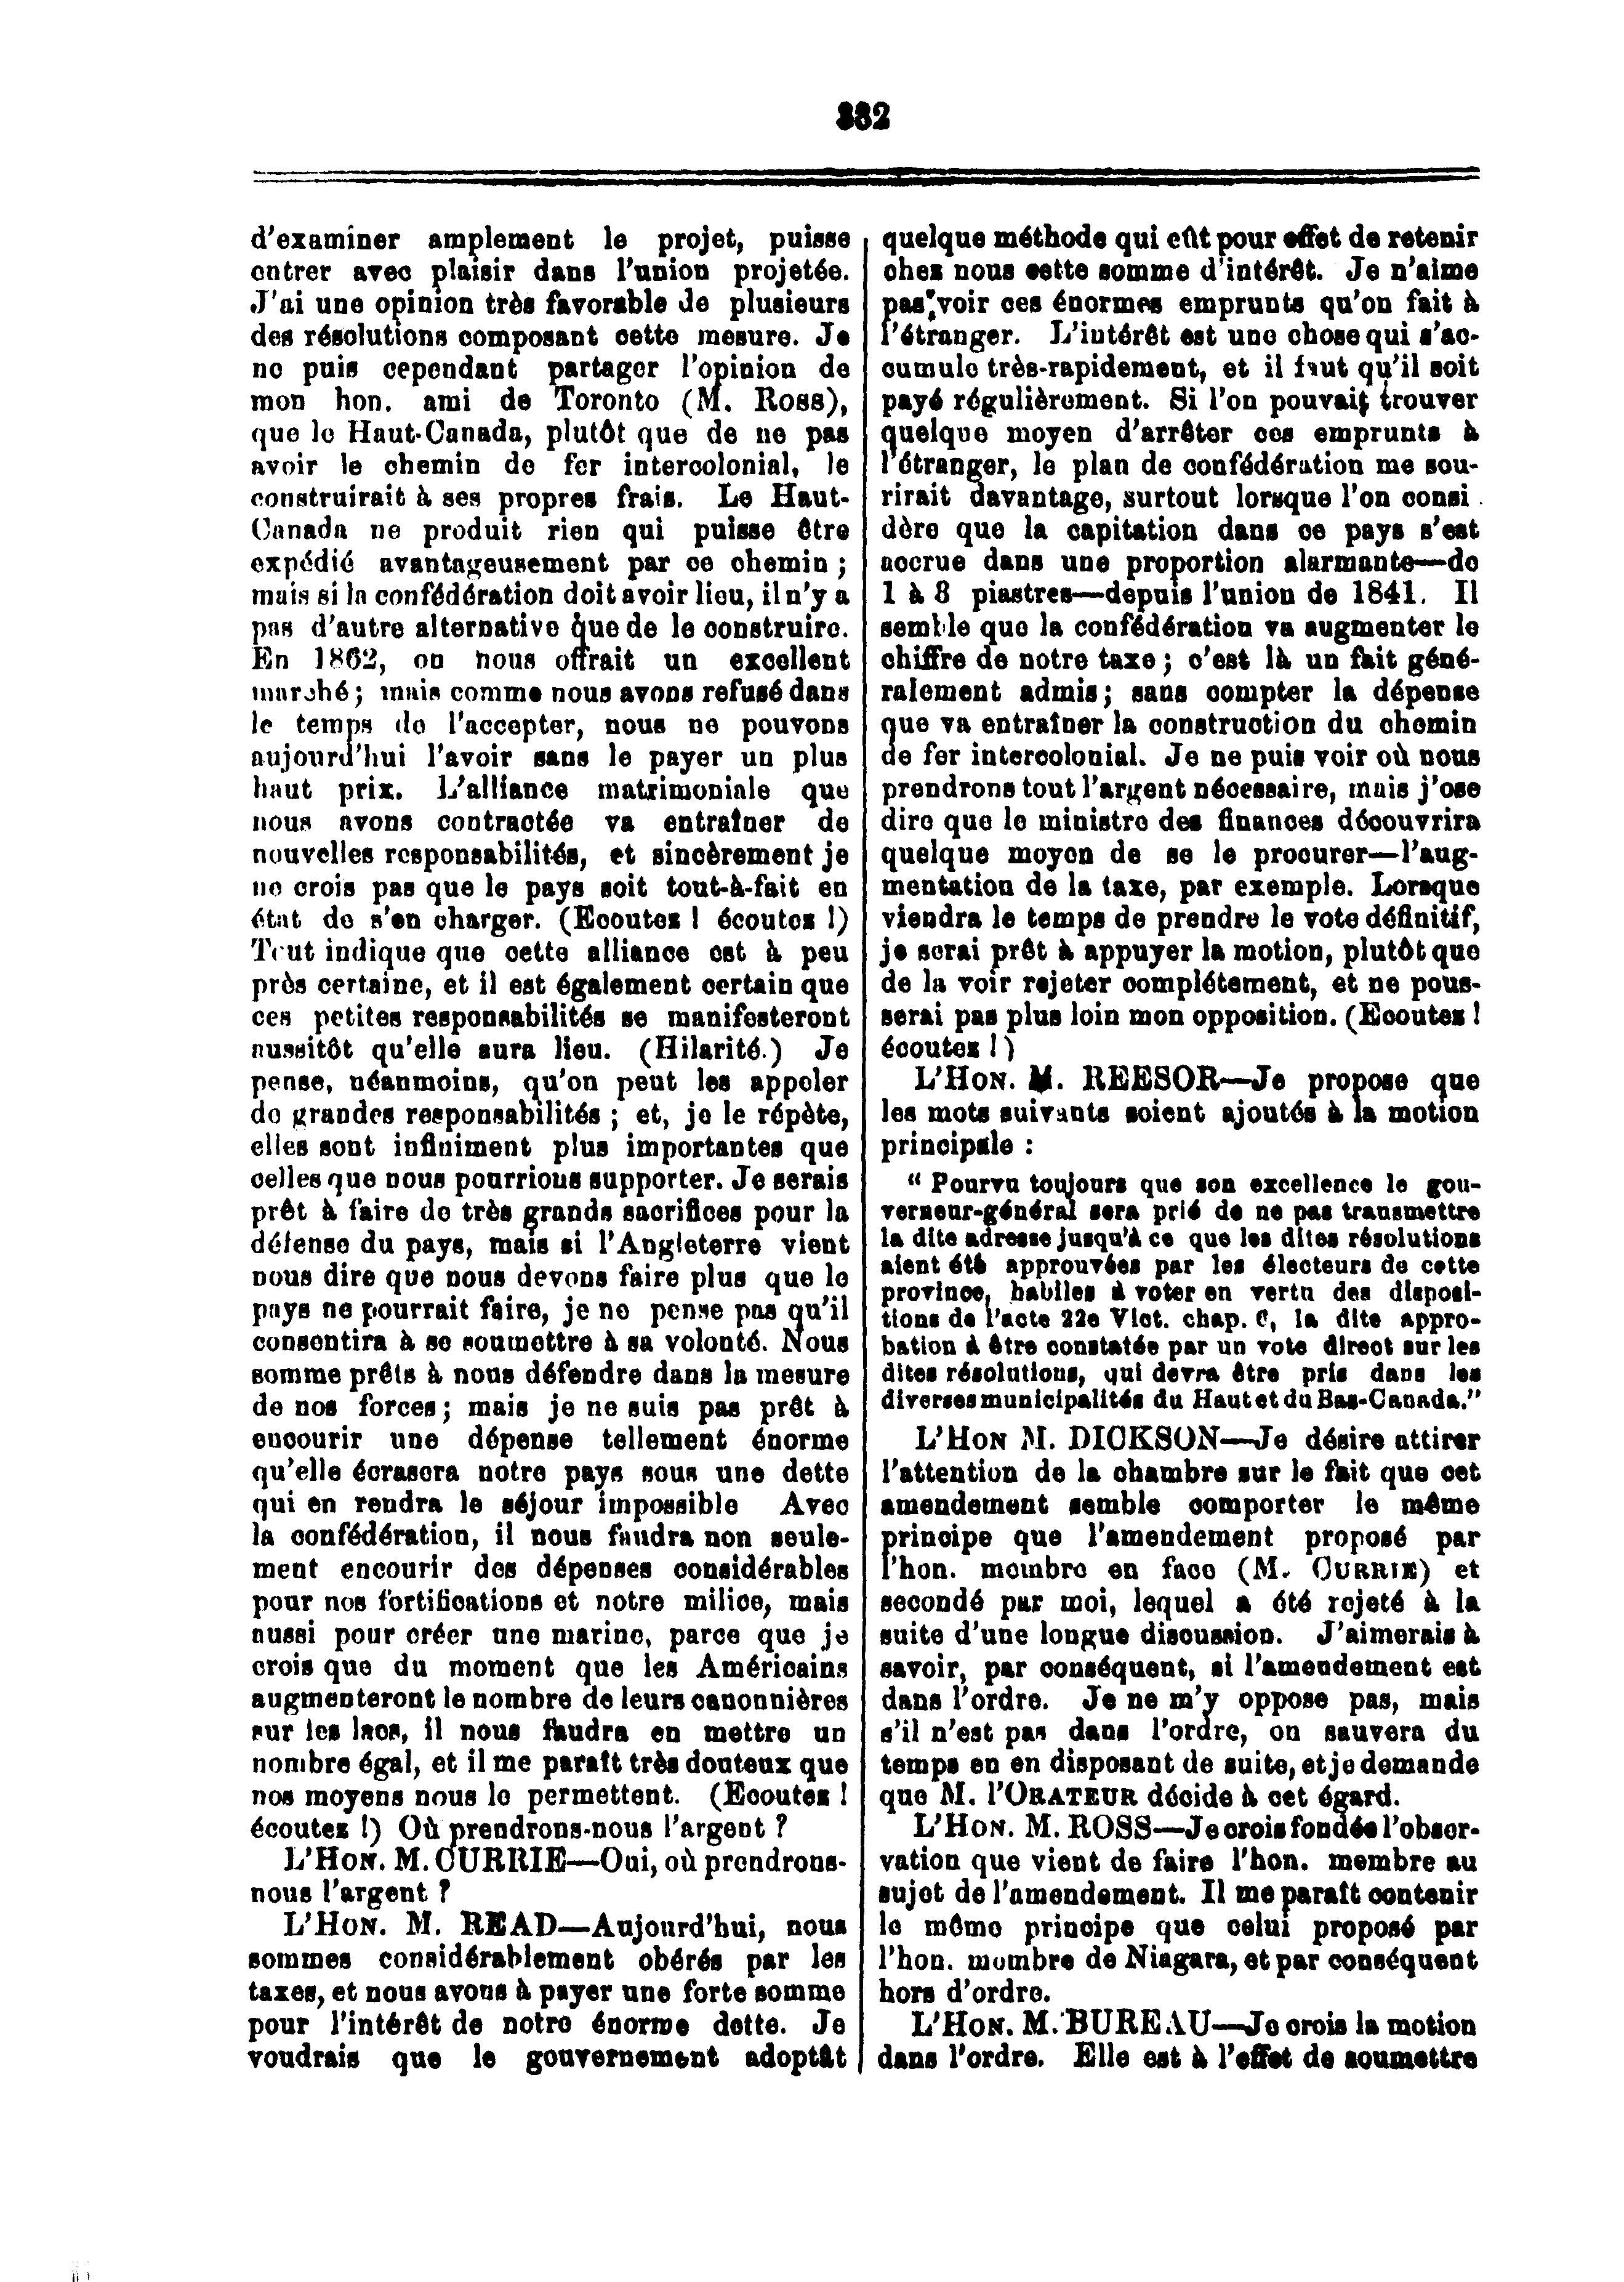 332
d'examiner amplement le projet, puisse
entrer avec plaisir dans l'union projetée.
J'ai une opinion très favorable de plusieurs
des résolutions composant cette mesure. Je
ne puis cependant partager l'opinion de
mon hon. ami de Toronto (M. Ross),
que le Haut-Canada, plutôt que de ne pas
avoir le chemin de fer intercolonial, le
construirait à ses propres frais. Le Haut-
Canada ne produit rien qui puisse être
expédié avantageusement par ce chemin ;
mais si la confédération doit avoir lieu, il n'y a
pas d'autre alternative que de le construire.
En 1862, on nous offrait un excellent
marché ; mais comme nous avons refusé dans
le temps de l'accepter, nous ne pouvons
aujourd'hui l'avoir sans le payer un plus
haut prix. L'alliance matrimoniale que
nous avons contractée va entraîner de
nouvelles responsabilités, et sincèrement je
ne crois pas que le pays soit tout-à-fait en
état de s'en charger. (Ecoutez ! écoutez !)
Tout indique que cette alliance est à peu
près certaine, et il est également certain que
ces petites responsabilités se manifesteront
aussitôt qu'elle aura lieu. (Hilarité.) Je
pense, néanmoins, qu'on peut les appeler
de grandes responsabilités ; et, je le répète,
elles sont infiniment plus importantes que
celles que nous pourrions supporter. Je serais
prêt à faire de très grands sacrifices pour la
défense du pays, mais si l'Angleterre vient
nous dire que nous devons faire plus que le
pays ne pourrait faire, je ne pense pas qu'il
consentira à se soumettre à sa volonté. Nous
somme prêts à nous défendre dans la mesure
de nos forces ; mais je ne suis pas prêt à
encourir une dépense tellement énorme
qu'elle écrasera notre pays sous une dette
qui en rendra le séjour impossible Avec
la confédération, il nous faudra non seule-
ment encourir des dépenses considérables
pour nos fortifications et notre milice, mais
aussi pour créer une marine, parce que je
crois que du moment que les Américains
augmenteront le nombre de leurs canonnières
sur les lacs, il nous faudra en mettre un
nombre égal, et il me paraît très douteux que
nos moyens nous le permettent. (Ecoutez !
écoutez !) Où prendrons-nous l'argent ?
L'HON. M. CURRIE—Oui, où prendrons-
nous l'argent ?
L'HON. M. READ—Aujourd'hui, nous
sommes considérablement obérés par les
taxes, et nous avons à payer une forte somme
pour l'intérêt de notre énorme dette. Je
voudrais que le gouvernement adoptât
quelque méthode qui eût pour effet de retenir
chez nous cette somme d'intérêt. Je n'aime
pas voir ces énormes emprunts qu'on fait à
l'étranger. L'intérêt est une chose qui s'ac-
cumule très-rapidement, et il faut qu'il soit
payé régulièrement. Si l'on pouvait trouver
quelque moyen d'arrêter ces emprunts à
l'étranger, le plan de confédération me sou-
rirait davantage, surtout lorsque l'on consi-
dère que la capitation dans ce pays s'est
accrue dans une proportion alarmante—de
1 à 8 piastres—depuis l'union de 1841. Il
semble que la confédération va augmenter le
chiffre de notre taxe ; c'est là un fait géné-
ralement admis ; sans compter la dépense
que va entraîner la construction du chemin
de fer intercolonial. Je ne puis voir où nous
prendrons tout l'argent nécessaire, mais j'ose
dire que le ministre des finances découvrira
quelque moyen de se le procurer—l'aug-
mentation de la taxe, par exemple. Lorsque
viendra le temps de prendre le vote définitif,
je serai prêt à appuyer la motion, plutôt que
de la voir rejeter complétement, et ne pous-
serai pas plus loin mon opposition. (Ecoutez !
écoutez !)
L'HON. M. REESOR—Je propose que
les mots suivants soient ajoutés à la motion
principale :
" Pourvu toujours que son excellence le gou-
verneur-général sera prié de ne pas transmettre
la dite adresse jusqu'à ce que les dites résolutions
aient été approuvées par les électeurs de cette
province, habiles à voter en vertu des disposi-
tions de l'acte 22e Vict. chap. 6, la dite appro-
bation à être constatée par un vote direct sur les
dites résolutions, qui devra être pris dans les
diverses municipalités du Haut et du Bas-Canada."
L'HON M. DICKSON—Je désire attirer
l'attention de la chambre sur le fait que cet
amendement semble comporter le même
principe que l'amendement proposé par
l'hon. membre en face (M. CURRIE) et
secondé par moi, lequel a été rejeté à la
suite d'une longue discussion. J'aimerais à
savoir, par conséquent, si l'amendement est
dans l'ordre. Je ne m'y oppose pas, mais
s'il n'est pas dans l'ordre, on sauvera du
temps en en disposant de suite, et je demande
que M. l'ORATEUR décide à cet égard.
L'HON. M. ROSS—Je crois fondée l'obser-
vation que vient de faire l'hon. membre au
sujet de l'amendement. Il me paraît contenir
le même principe que celui proposé par
l'hon. membre de Niagara, et par conséquent
hors d'ordre.
L'HON. M. BUREAU—Je crois la motion
dans l'ordre. Elle est à l'effet de soumettre